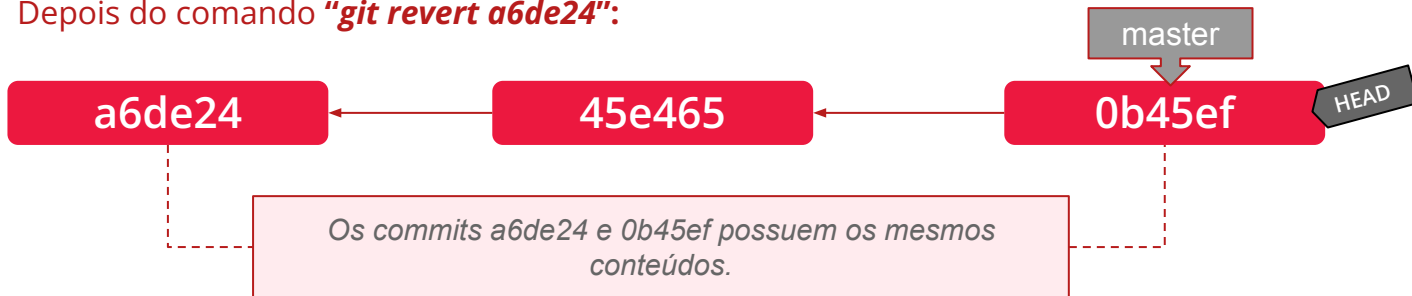 Depois do comando “git revert a6de24”:
master
a6de24
45e465
0b45ef
HEAD
Os commits a6de24 e 0b45ef possuem os mesmos
conteúdos.